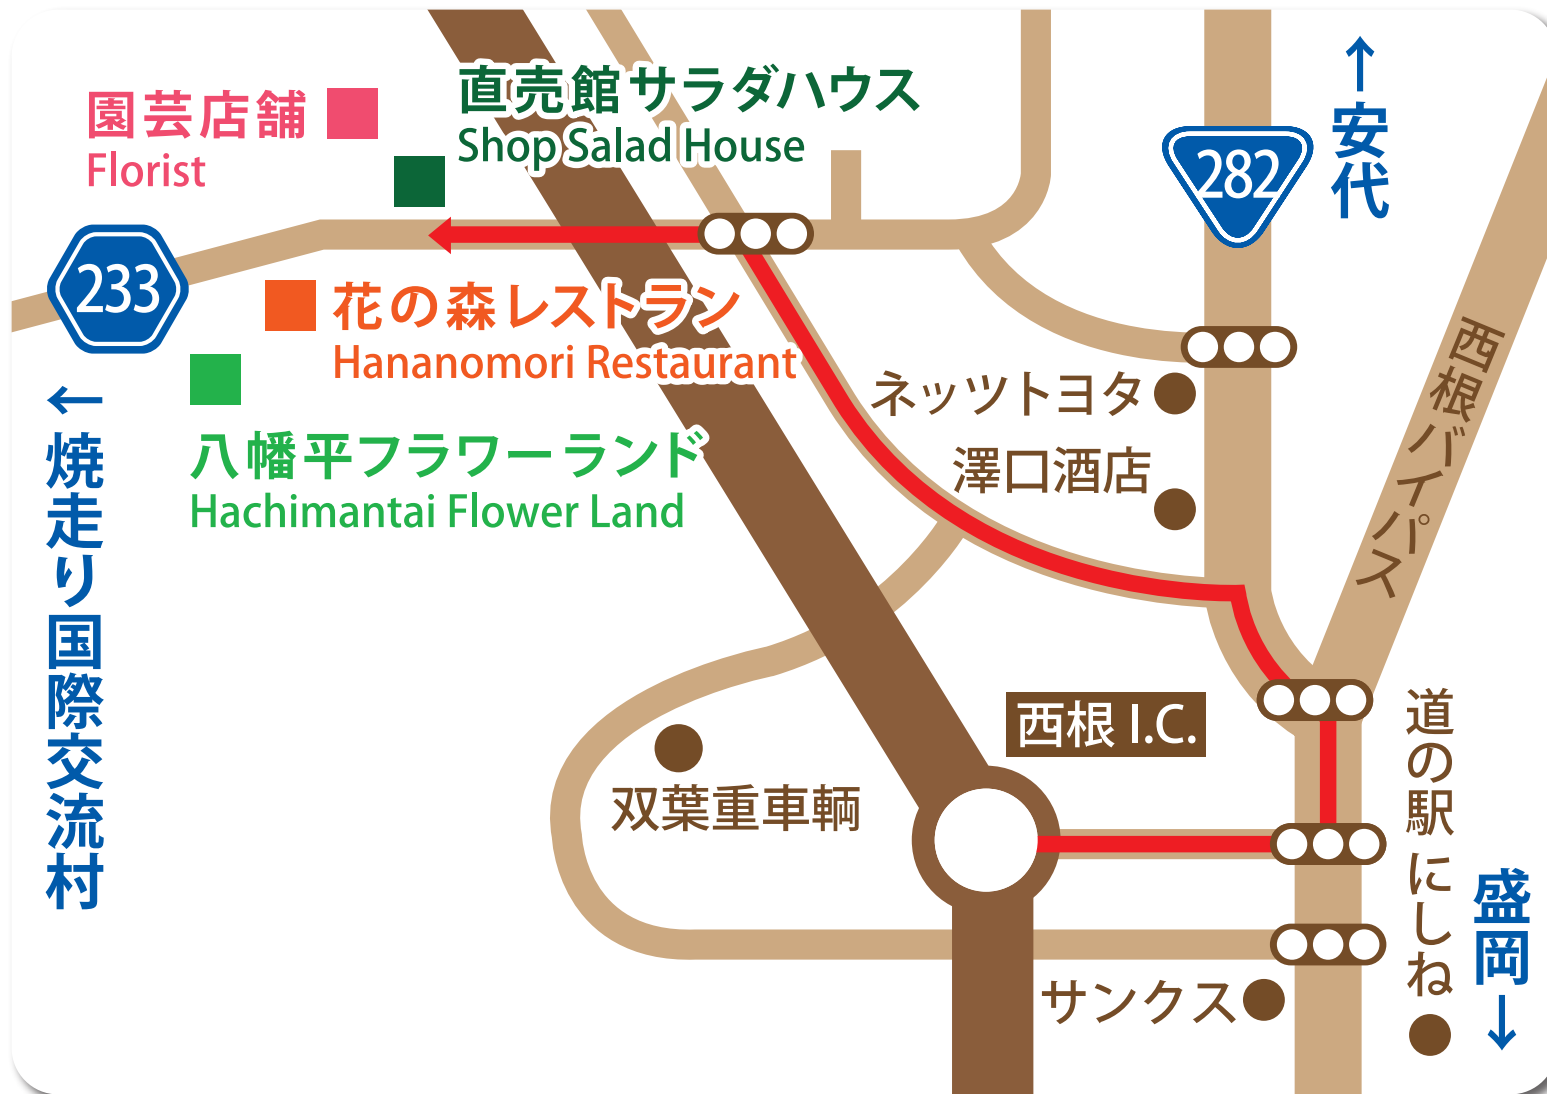 園芸店舗
Florist
直売館サラダハウス
Shop Salad House
282
↑安代
233
花の森レストラン
Hananomori Restaurant
八幡平フラワーランド
Hachimantai Flower Land
←焼走り国際交流村
ネッツトヨタ
澤口酒店
西根バイパス
西根 I.C.
双葉重車輌
道の駅 にしね
サンクス
盛岡→